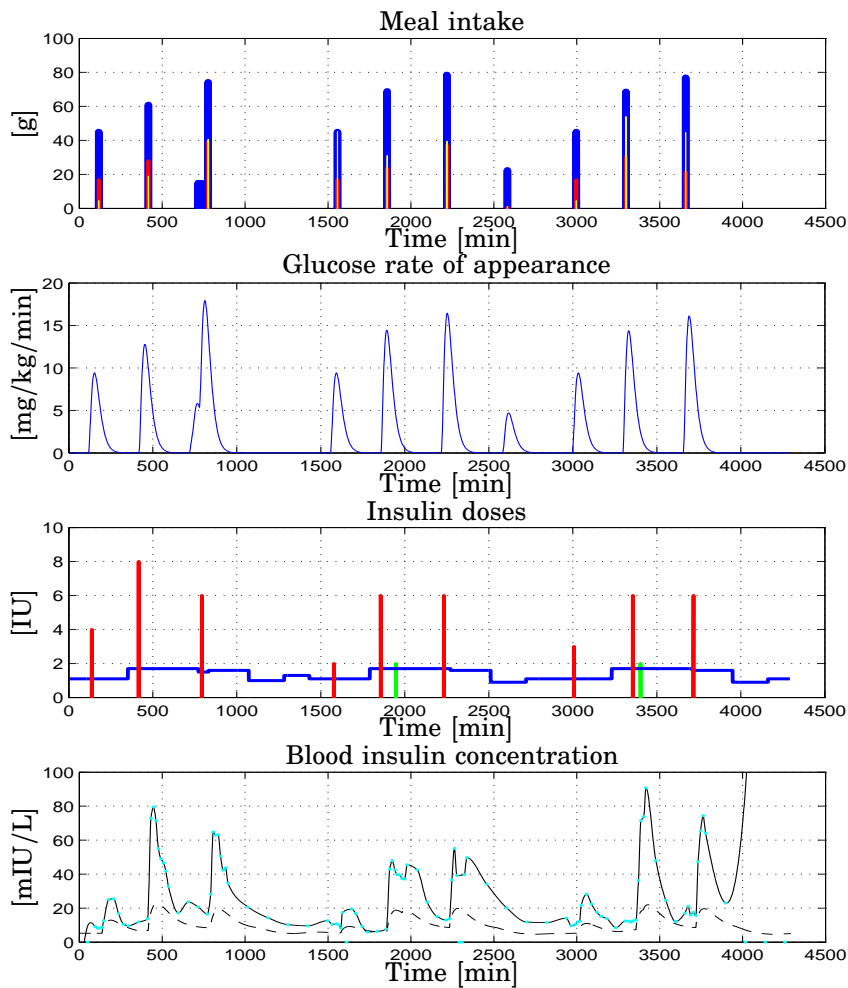 Meal intake
100
80
60
40
20
0
[g]
0 500 1000 1500 2000 2500 3000 3500 4000 4500
Time [min]
Glucose rate of appearance
20
15
10
5
0
[mg/kg/min]
0 500 1000 1500 2000 2500 3000 3500 4000 4500
Time [min]
Insulin doses
10
8
6
4
2
0
[IU]
0 500 1000 1500 2000 2500 3000 3500 4000 4500
Time [min]
Blood insulin concentration
100
80
60
40
20
0
[mIU/L]
0 500 1000 1500 2000 2500 3000 3500 4000 4500
Time [min]